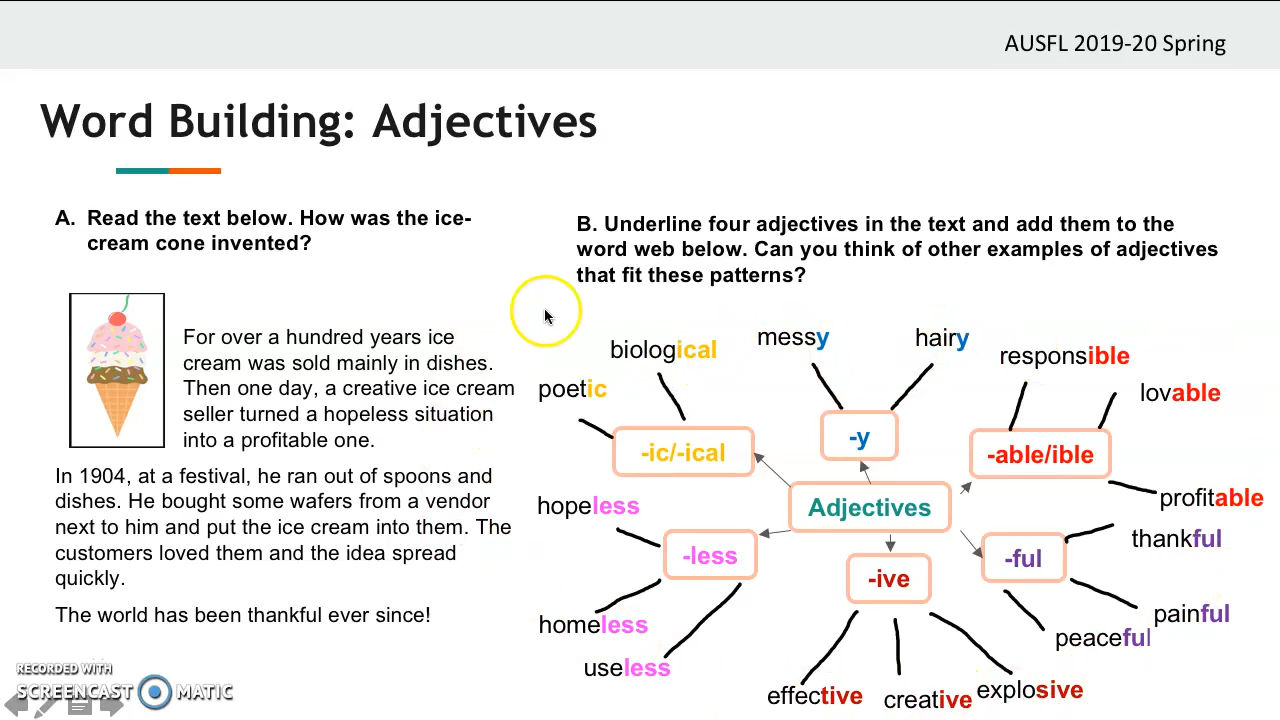 AUSFL 2019-20 Spring
Word Building: Adjectives
A. Read the text below. How was the ice-
cream cone invented?
For over a hundred years ice
cream was sold mainly in dishes.
Then one day, a creative ice cream
seller turned a hopeless situation
into a profitable one.
In 1904, at a festival, he ran out of spoons and
dishes. He bought some wafers from a vendor
next to him and put the ice cream into them. The
customers loved them and the idea spread
quickly.
The world has been thankful ever since!
B. Underline four adjectives in the text and add them to the
word web below. Can you think of other examples of adjectives
that fit these patterns?
messy
hairy
biological
responsible
poetic
lovable
-y
-ic/-ical
-able/ible
profitable
hopeless
Adjectives
thankful
-less
-ful
-ive
painful
homeless
peaceful
useless
effective
creative
explosive
RECORDED WITH
SCREENCAST MATIC